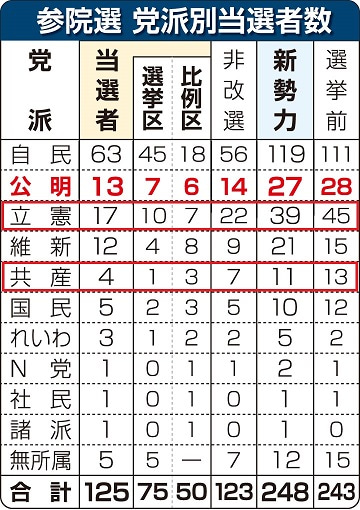 参院選 党派別当選者数
党派 当選者 選挙区 比例区 非改選 新勢力 選挙前
自民 63 45 18 56 119 111
公明 13 7 6 14 27 28
立憲 17 10 7 22 39 45
維新 12 4 8 9 21 15
共産 4 1 3 7 11 13
国民 5 2 3 5 10 12
れいわ 3 1 2 2 5 2
N党 1 0 1 1 2 1
社民 1 0 1 0 1 1
諸派 1 0 1 0 1 0
無所属 5 5 — 7 12 15
合計 125 75 50 123 248 243